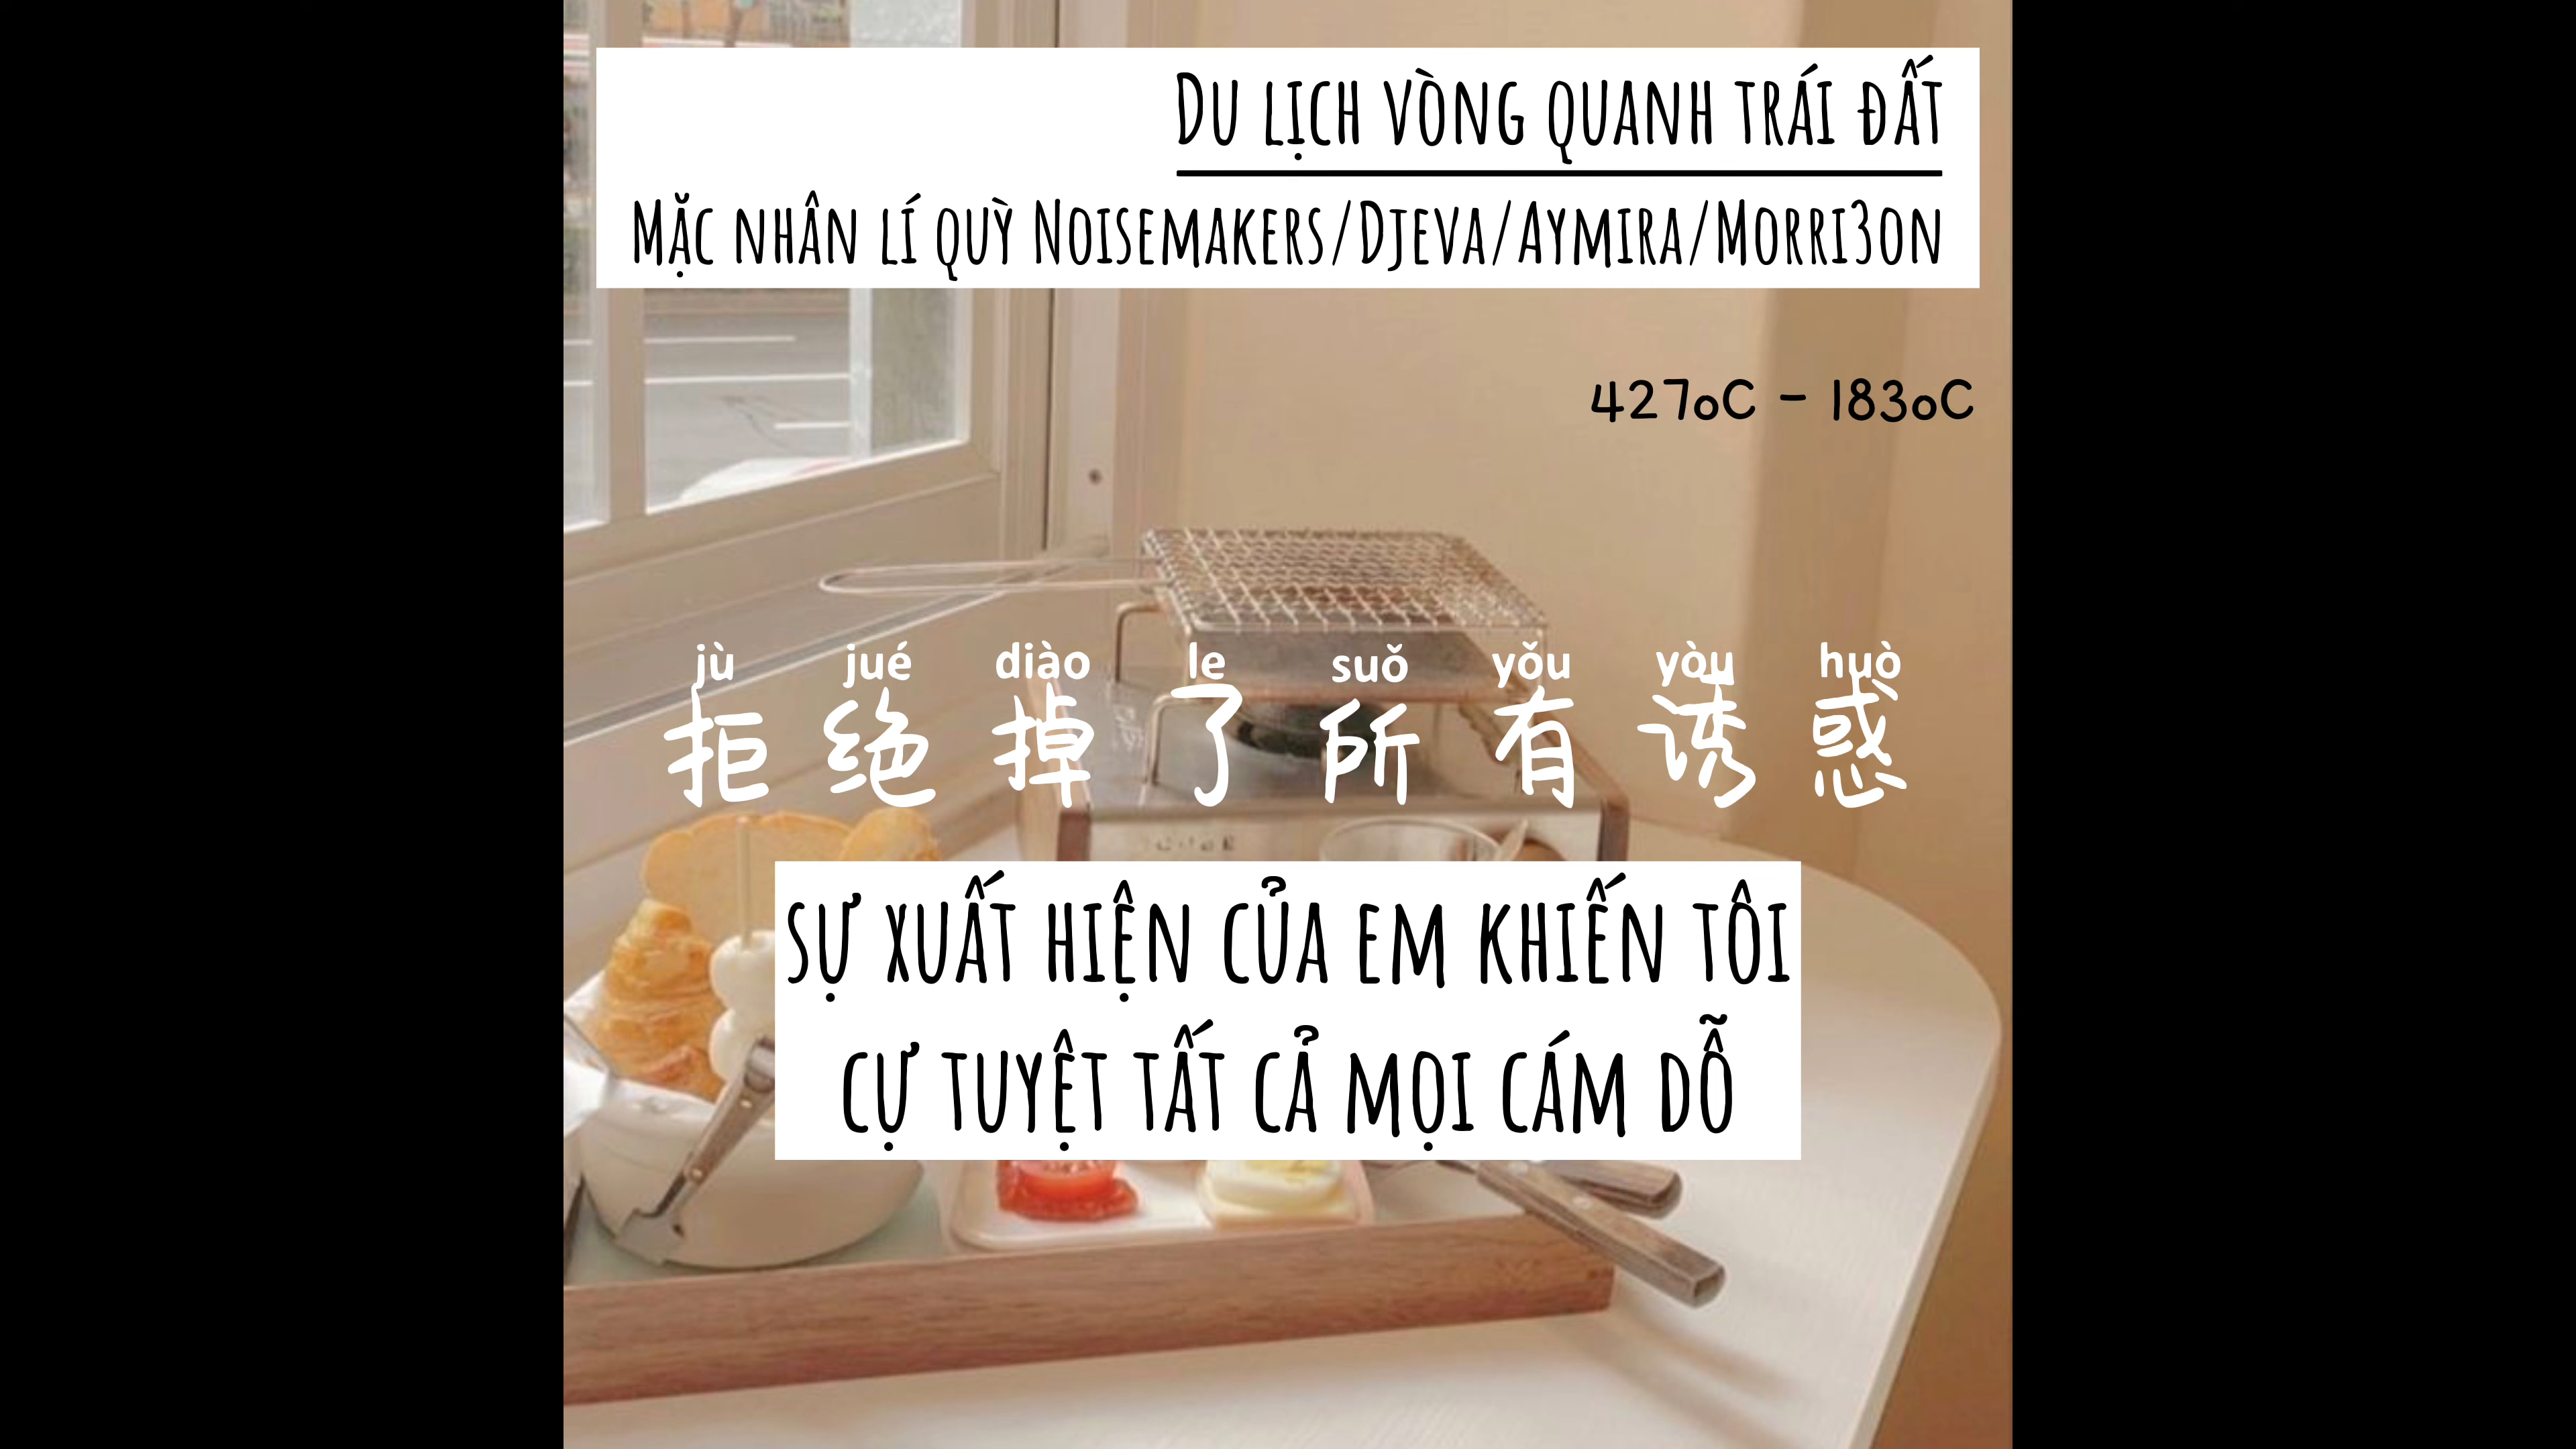 Du lịch vòng quanh trái đất
Mặc nhân lí quỳ Noisemakers/Djeva/Aymira/Morri3on
427oC - 183oC
jù jué diào le suǒ yǒu yòu huò
拒绝掉了所有诱惑
sự xuất hiện của em khiến tôi
cự tuyệt tất cả mọi cám dỗ